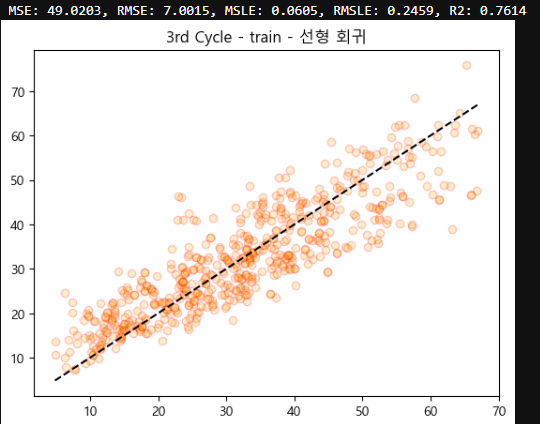 MSE: 49.0203, RMSE: 7.0015, MSLE: 0.0605, RMSLE: 0.2459, R2: 0.7614
3rd Cycle - train - 선형 회귀
70
60
50
40
30
20
10
10 20 30 40 50 60 70